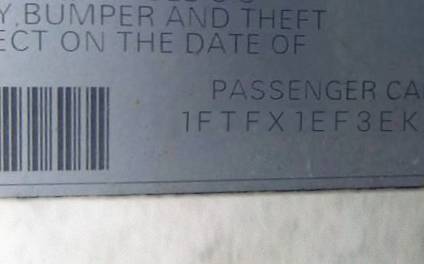 Y,BUMPER AND THEFT
ECT ON THE DATE OF
PASSENGER CA
1FTFX1EF3EK